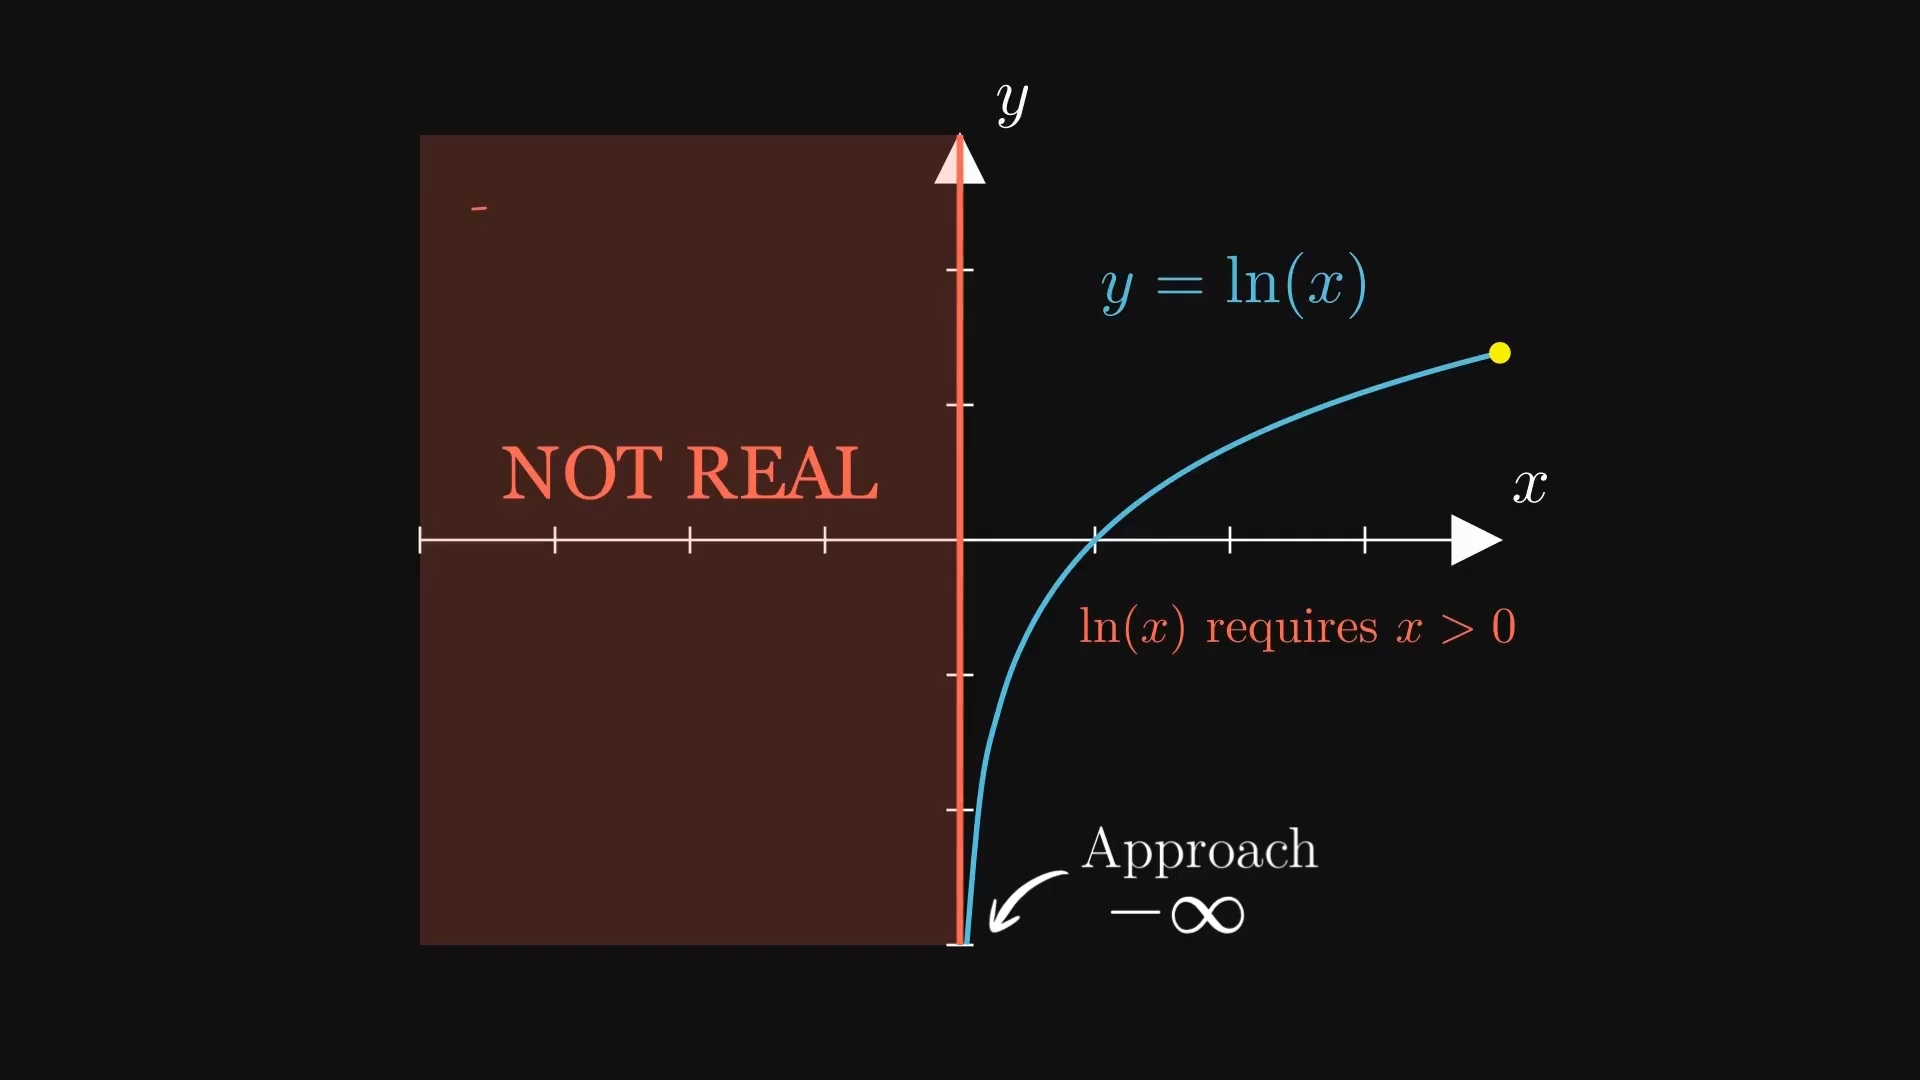 y
y = ln(x)
NOT REAL
x
ln(x) requires x > 0
Approach
−∞